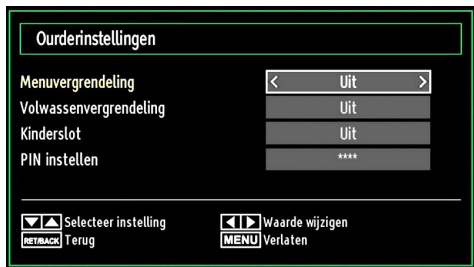 Ourderinstellingen
Menuvergrendeling < Uit >
Volwassenvergrendeling Uit
Kinderslot Uit
PIN instellen ****
Selecteer instelling Waarde wijzigen
RET/BACK Terug MENU Verlaten